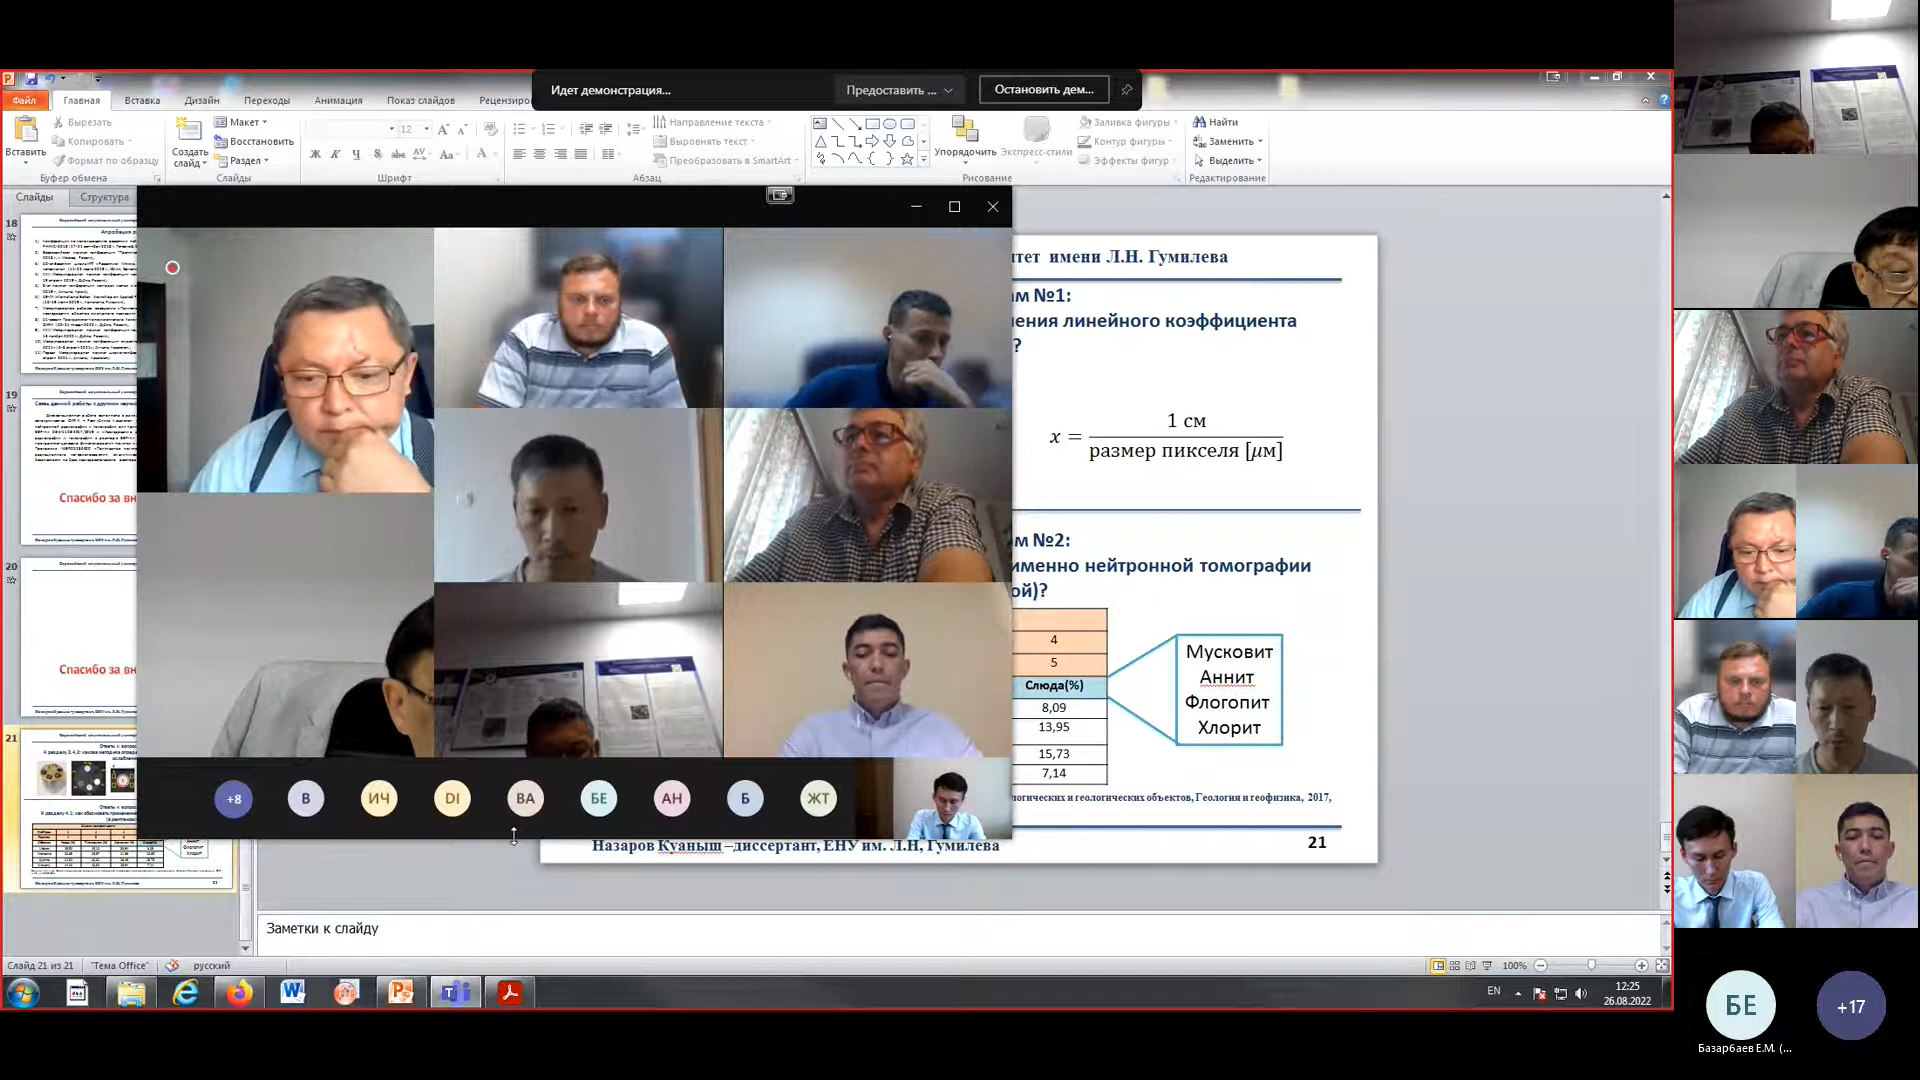 Идет демонстрация...
Предоставить ...
Остановить дем...
Файл
Главная
Вставка
Дизайн
Переходы
Анимация
Показ слайдов
Рецензиро
Вставить
Вырезать
Копировать
Формат по образцу
Буфер обмена
Создать слайд
Макет
Восстановить
Раздел
Слайды
12
Шрифт
Направление текста
Выровнять текст
Преобразовать в SmartArt
Абзац
Упорядочить
Экспресс-стили
Заливка фигуры
Контур фигуры
Эффекты фигур
Рисование
Найти
Заменить
Выделить
Редактирование
Слайды
Структура
18
19
Спасибо за вн
20
Спасибо за вн
21
тет имени Л.Н. Гумилева
ам №1:
ения линейного коэффициента
?
x = 1 см / размер пикселя [μм]
ам №2:
именно нейтронной томографии
ой)?
4
5
Слюда(%)
8,09
13,95
15,73
7,14
Мусковит
Аннит
Флогопит
Хлорит
логических и геологических объектов, Геология и геофизика, 2017,
Назаров Куаныш –диссертант, ЕНУ им. Л.Н, Гумилева
21
+8
В
ИЧ
DI
ВА
БЕ
АН
Б
ЖТ
Заметки к слайду
Слайд 21 из 21
"Тема Office"
русский
100%
EN
12:25
26.08.2022
БЕ
+17
Базарбаев Е.М. (...